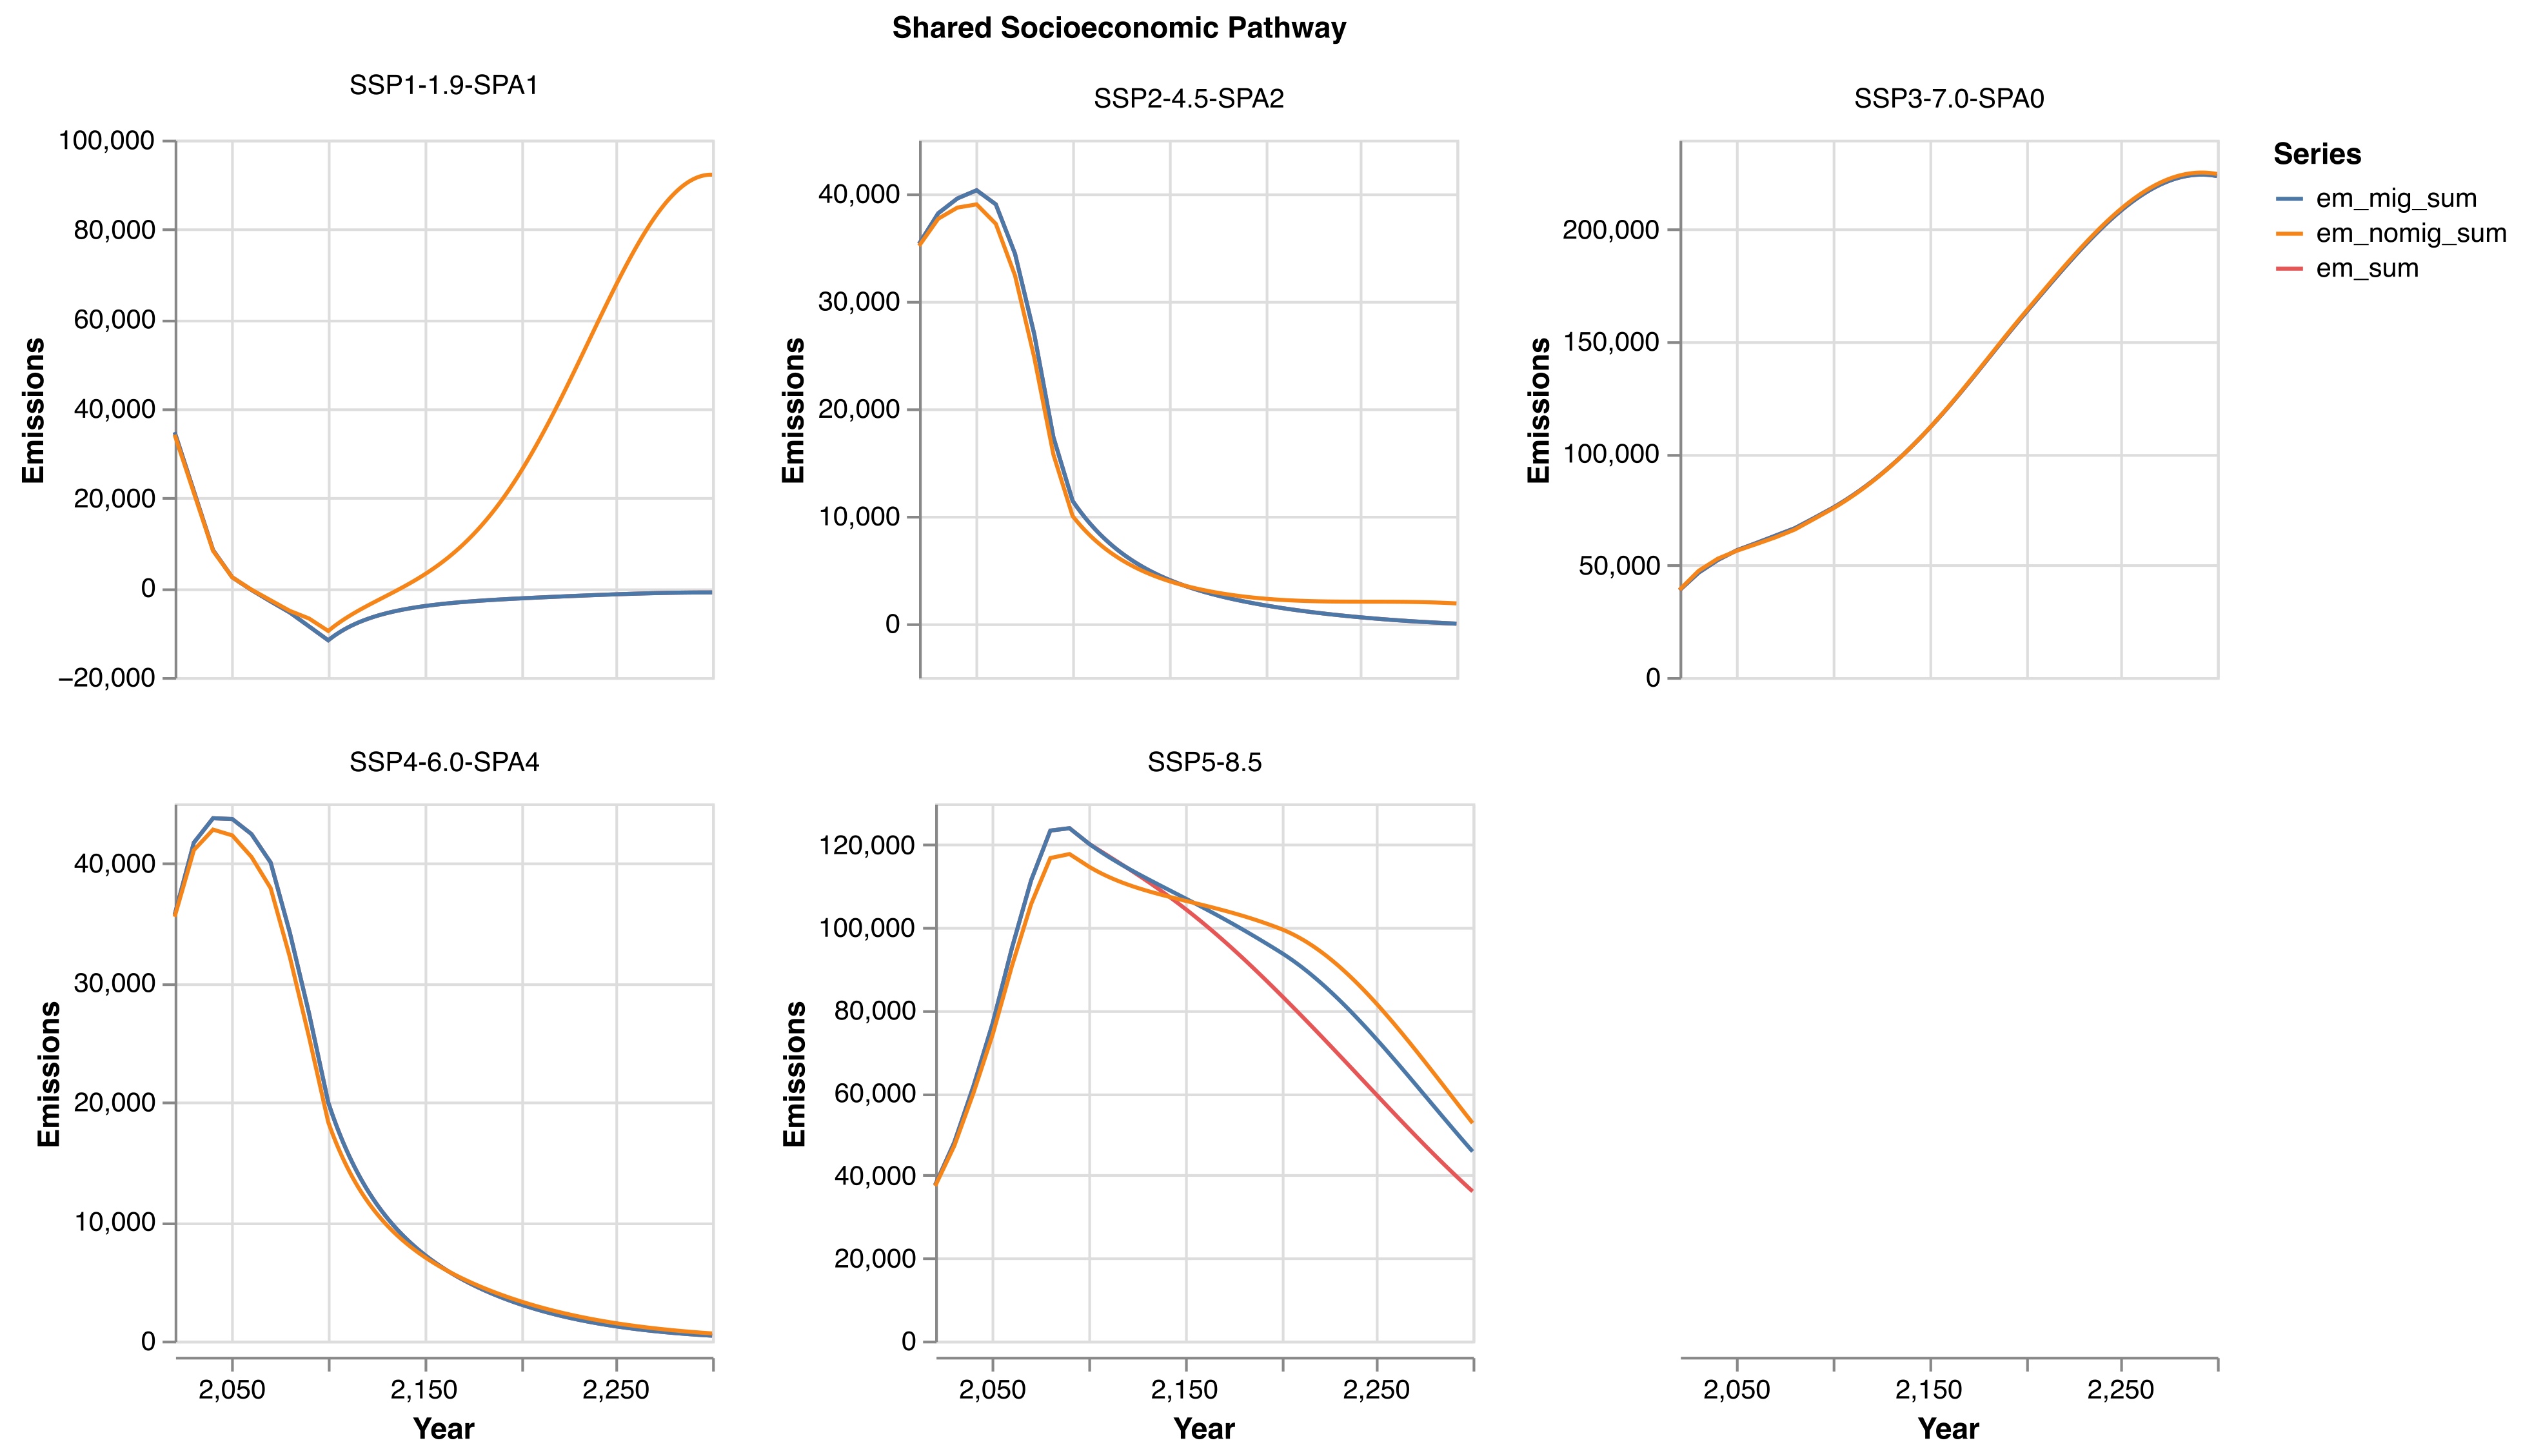 Shared Socioeconomic Pathway
SSP1-1.9-SPA1
SSP2-4.5-SPA2
SSP3-7.0-SPA0
100,000
80,000
60,000
40,000
20,000
0
−20,000
Emissions
40,000
30,000
20,000
10,000
0
Emissions
200,000
150,000
100,000
50,000
0
Emissions
Series
em_mig_sum
em_nomig_sum
em_sum
SSP4-6.0-SPA4
SSP5-8.5
40,000
30,000
20,000
10,000
0
Emissions
2,050
2,150
2,250
Year
120,000
100,000
80,000
60,000
40,000
20,000
0
Emissions
2,050
2,150
2,250
Year
2,050
2,150
2,250
Year